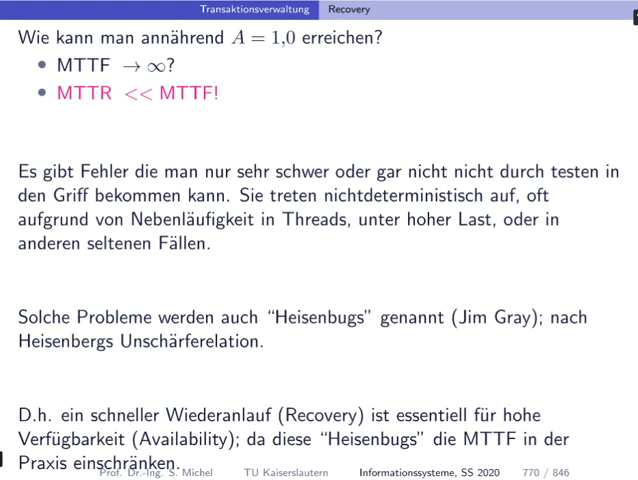 Transaktionsverwaltung Recovery
Wie kann man annährend A = 1,0 erreichen?
• MTTF → ∞?
• MTTR << MTTF!
Es gibt Fehler die man nur sehr schwer oder gar nicht nicht durch testen in
den Griff bekommen kann. Sie treten nichtdeterministisch auf, oft
aufgrund von Nebenläufigkeit in Threads, unter hoher Last, oder in
anderen seltenen Fällen.
Solche Probleme werden auch “Heisenbugs” genannt (Jim Gray); nach
Heisenbergs Unschärferelation.
D.h. ein schneller Wiederanlauf (Recovery) ist essentiell für hohe
Verfügbarkeit (Availability); da diese “Heisenbugs” die MTTF in der
Praxis einschränken.
Prof. Dr.-Ing. S. Michel TU Kaiserslautern Informationssysteme, SS 2020 770 / 846